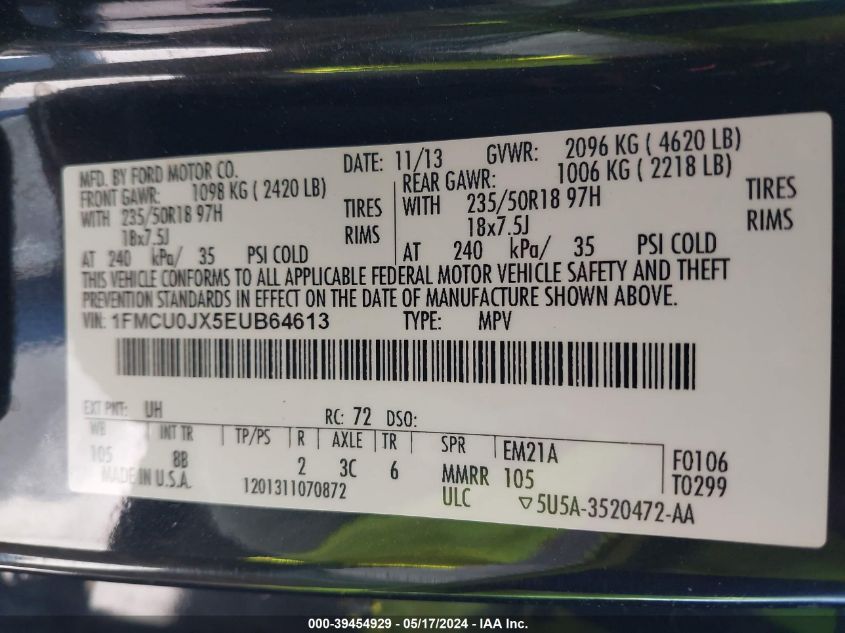 MFD. BY FORD MOTOR CO. DATE: 11/13 GVWR: 2096 KG ( 4620 LB)
FRONT GAWR: 1098 KG ( 2420 LB) REAR GAWR: 1006 KG ( 2218 LB)
WITH 235/50R18 97H TIRES WITH 235/50R18 97H TIRES
18x7.5J RIMS 18x7.5J RIMS
AT 240 kPa/ 35 PSI COLD AT 240 kPa/ 35 PSI COLD
THIS VEHICLE CONFORMS TO ALL APPLICABLE FEDERAL MOTOR VEHICLE SAFETY AND THEFT
PREVENTION STANDARDS IN EFFECT ON THE DATE OF MANUFACTURE SHOWN ABOVE.
VIN: 1FMCU0JX5EUB64613 TYPE: MPV
EXT PNT: UH RC: 72 DSO:
WB INT TR TP/PS R AXLE TR SPR EM21A F0106
105 8B 2 3C 6 MMRR 105 T0299
MADE IN U.S.A. 1201311070872 ULC ▽5U5A-3520472-AA
000-39454929 - 05/17/2024 - IAA Inc.